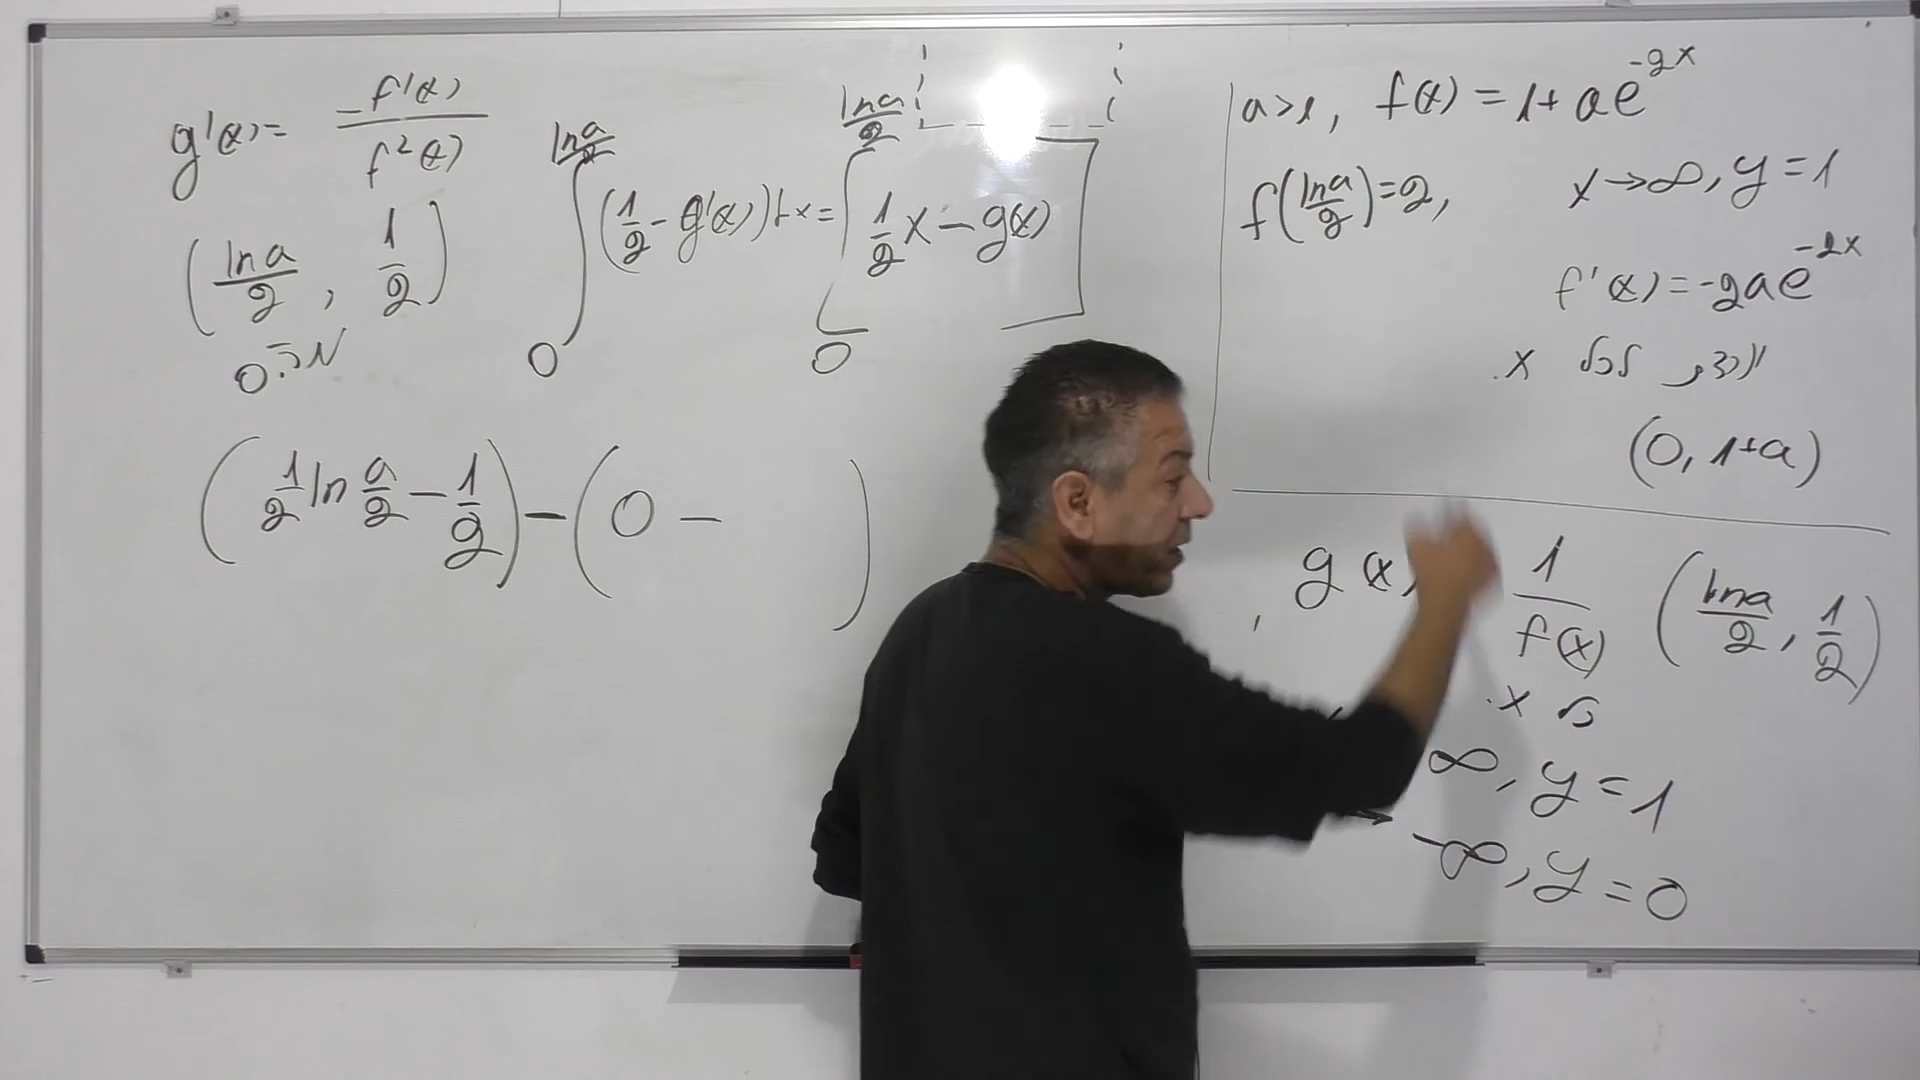 g'(x) = -f'(x) / f²(x)
(ln a / 2 , 1/2)
∫₀^(ln a / 2) (1/2 - g'(x)) dx = [1/2 x - g(x)]₀^(ln a / 2)
(1/2 ln a/2 - 1/2) - (0 -      )
a>1, f(x) = 1 + ae^(-2x)
f(ln a / 2) = 2, x→∞, y = 1
f'(x) = -2ae^(-2x)
לכל x.
(0, 1+a)
g(x) 1 / f(x) (ln a / 2 , 1/2)
x.
∞, y = 1
-∞, y = 0